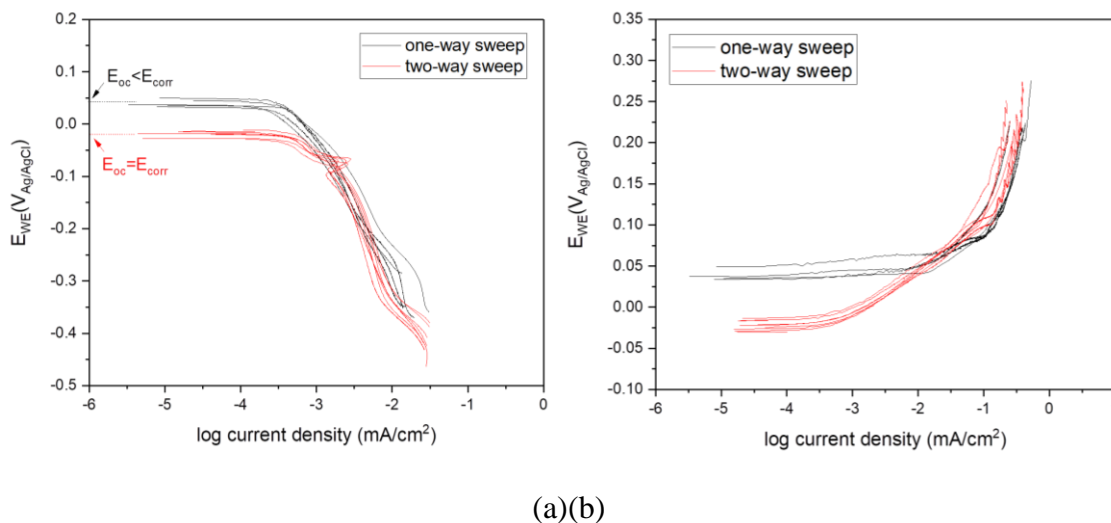 0.2
0.1
0.0
-0.1
-0.2
-0.3
-0.4
-0.5
E_WE(V_Ag/AgCl)
one-way sweep
two-way sweep
E_oc<E_corr
E_oc=E_corr
-6 -5 -4 -3 -2 -1 0
log current density (mA/cm²)
0.35
0.30
0.25
0.20
0.15
0.10
0.05
0.00
-0.05
-0.10
E_WE(V_Ag/AgCl)
one-way sweep
two-way sweep
-6 -5 -4 -3 -2 -1 0
log current density (mA/cm²)
(a)(b)